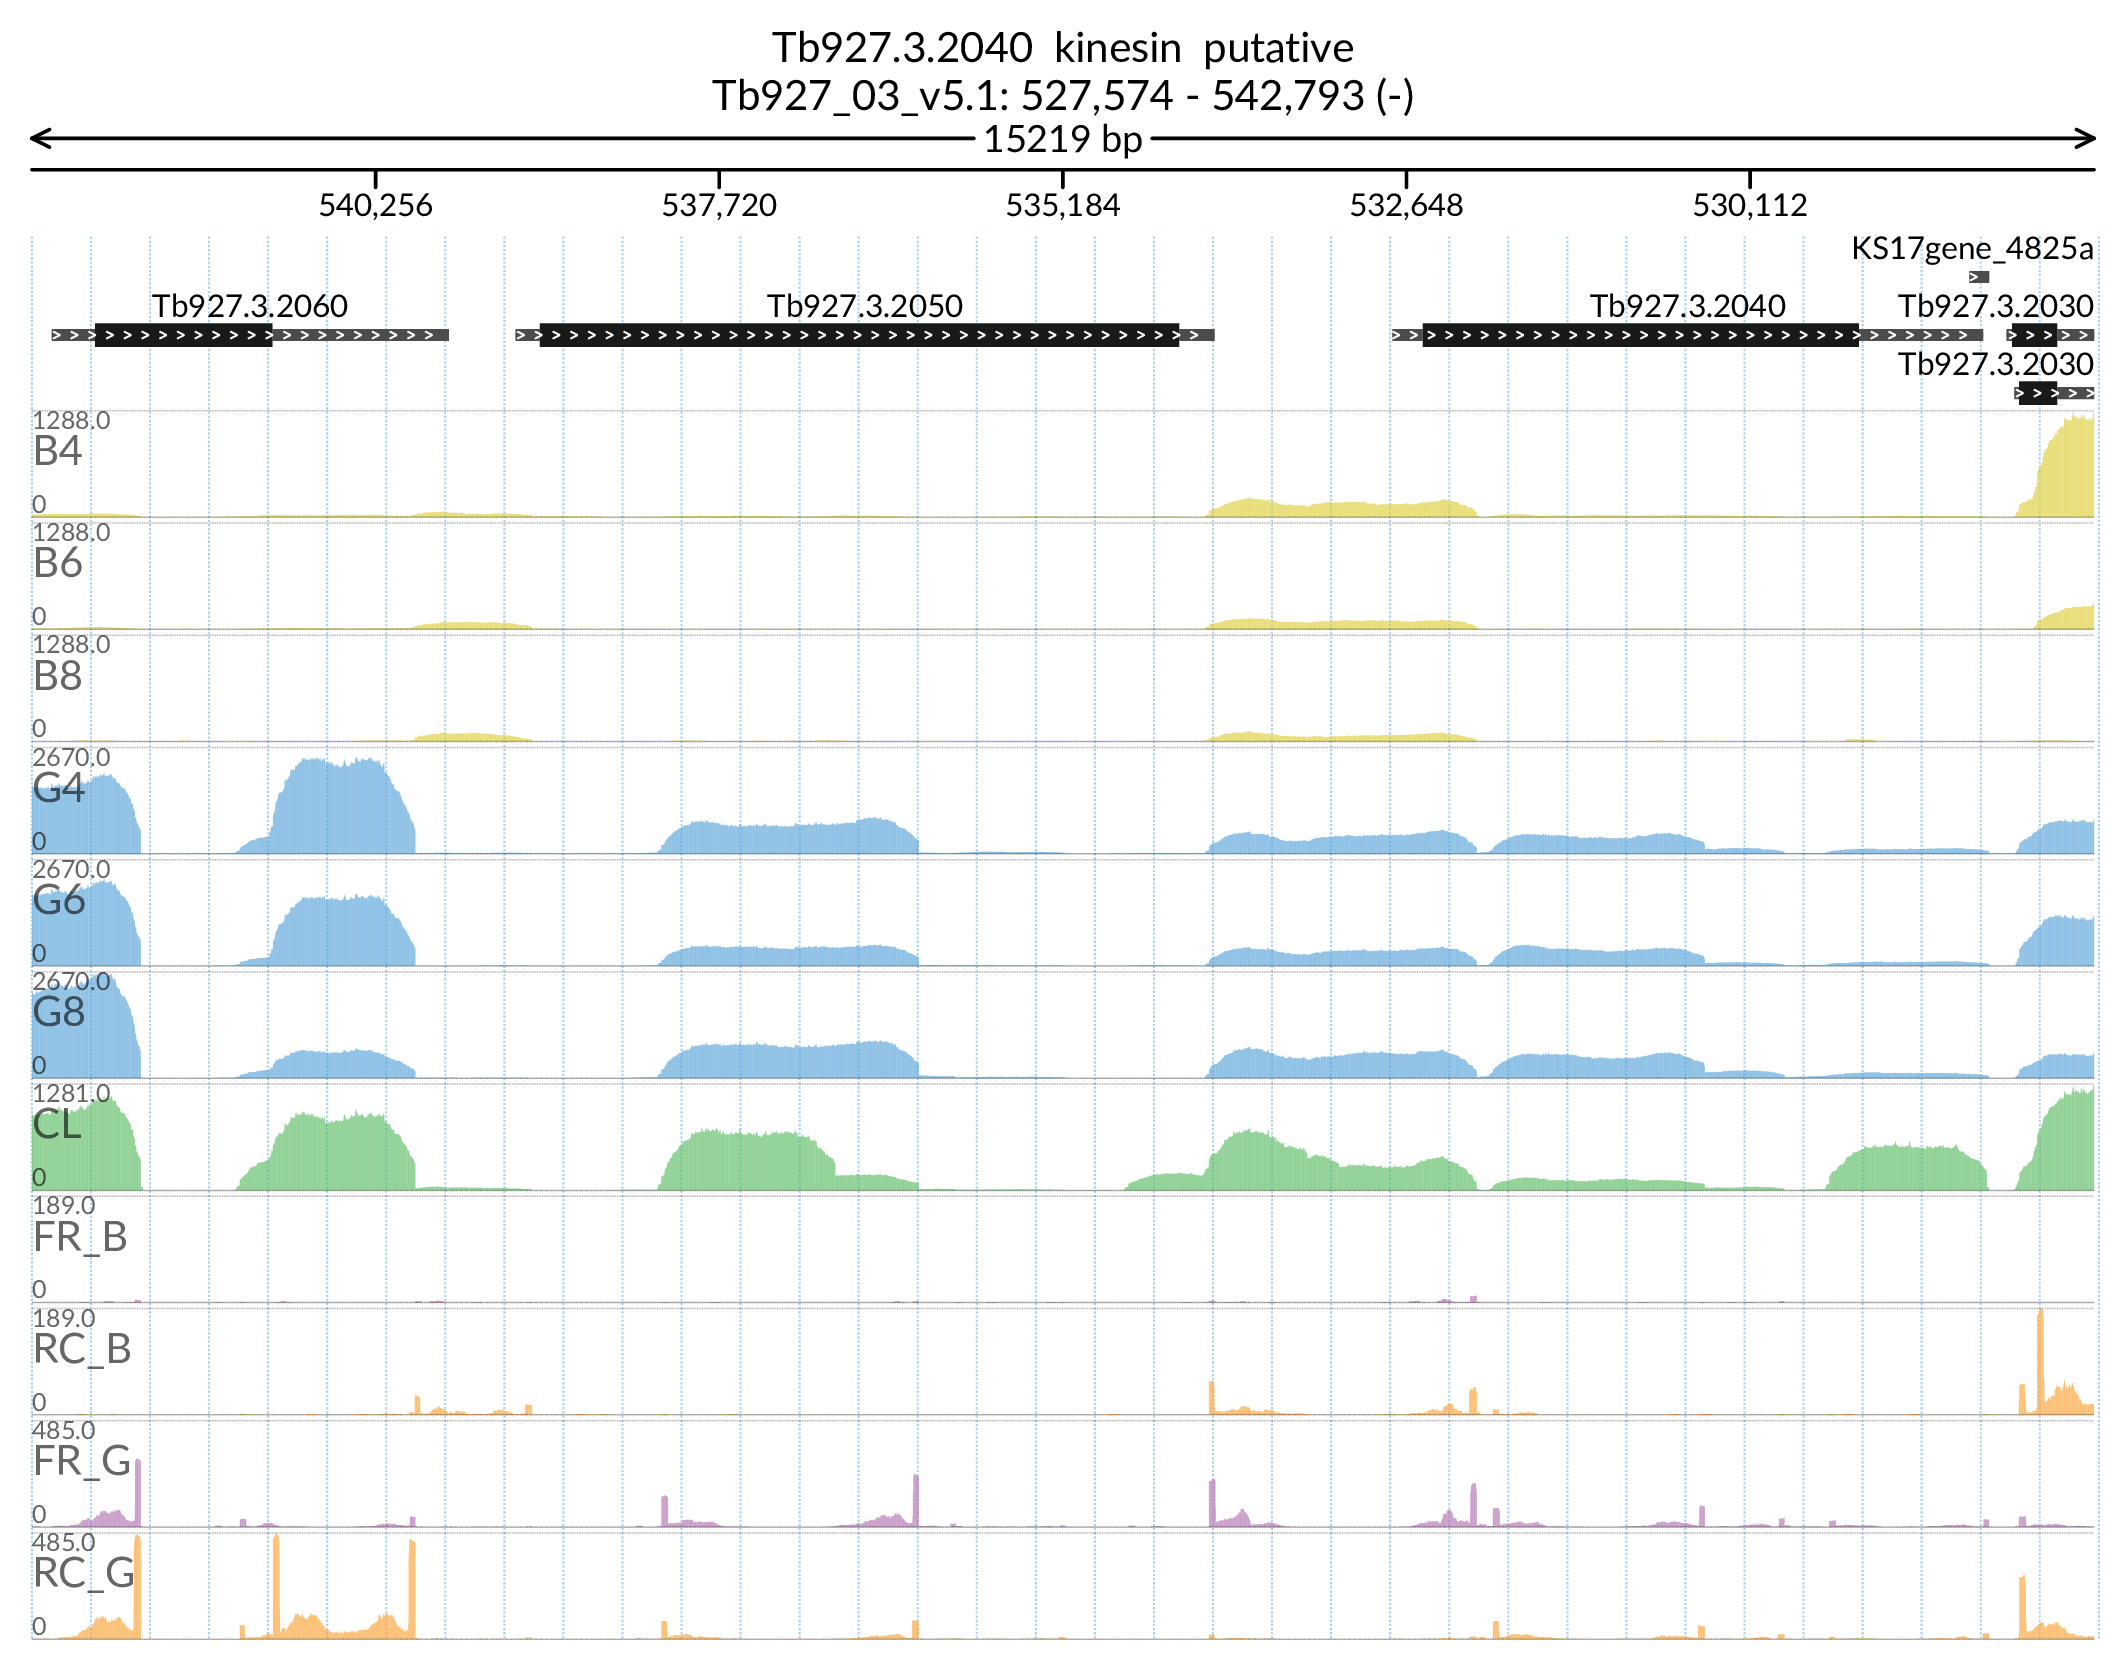 Tb927.3.2040 kinesin putative
Tb927_03_v5.1: 527,574 - 542,793 (-)
15219 bp
540,256 537,720 535,184 532,648 530,112
KS17gene_4825a
Tb927.3.2060 Tb927.3.2050 Tb927.3.2040 Tb927.3.2030
Tb927.3.2030
1288.0
B4
0
1288.0
B6
0
1288.0
B8
0
2670.0
G4
0
2670.0
G6
0
2670.0
G8
0
1281.0
CL
0
189.0
FR_B
0
189.0
RC_B
0
485.0
FR_G
0
485.0
RC_G
0